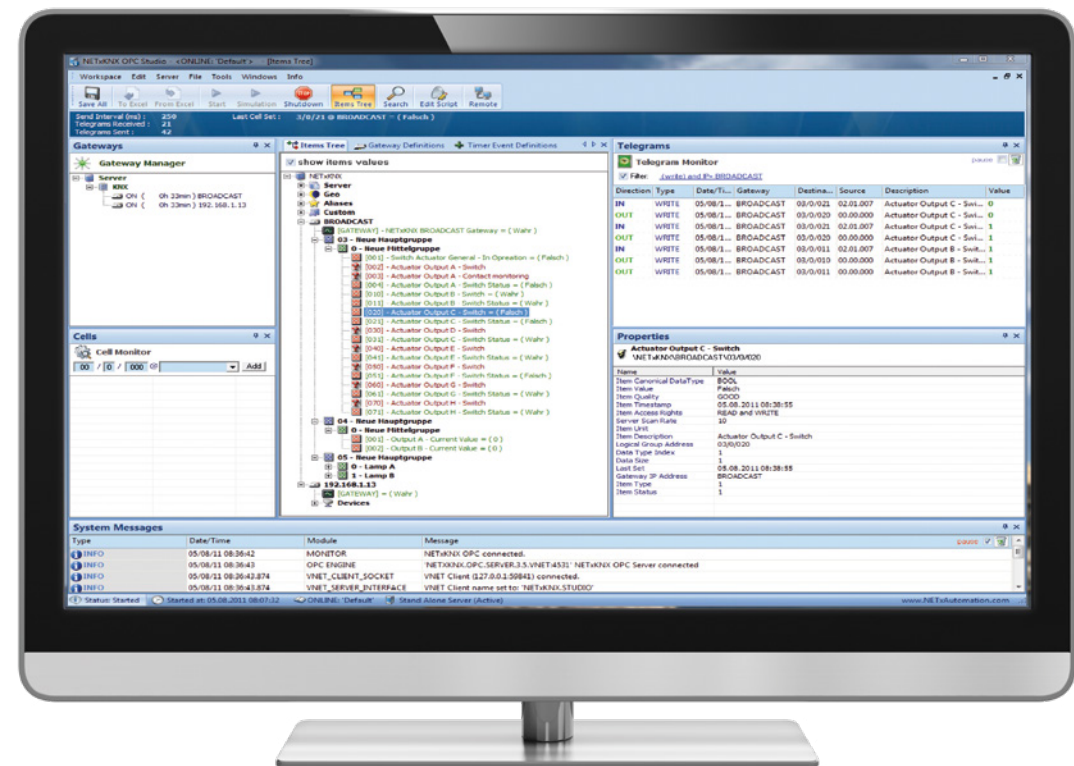 NETxKNX OPC Studio - <ONLINE: 'Default'> - [Items Tree]
Workspace Edit Server File Tools Windows Info
Save All To Excel From Excel Start Simulation Shutdown Items Tree Search Edit Script Remote
Send Interval (ms) : 250 Last Cell Set : 3/0/21 @ BROADCAST = ( Falsch )
Telegrams Received : 21
Telegrams Sent : 42
Gateways
Gateway Manager
Server
KNX
ON ( 0h 33min ) BROADCAST
ON ( 0h 33min ) 192.168.1.13
Cells
Cell Monitor
00 / 0 / 000 @ Add
Items Tree Gateway Definitions Timer Event Definitions
show items values
NETxKNX
Server
Geo
Aliases
Custom
BROADCAST
[GATEWAY] - NETxKNX BROADCAST Gateway = ( Wahr )
03 - Neue Hauptgruppe
0 - Neue Mittelgruppe
[001] - Switch Actuator General - In Opreation = ( Falsch )
[002] - Actuator Output A - Switch
[003] - Actuator Output A - Contact monitoring
[004] - Actuator Output A - Switch Status = ( Falsch )
[010] - Actuator Output B - Switch = ( Wahr )
[011] - Actuator Output B - Switch Status = ( Wahr )
[020] - Actuator Output C - Switch = ( Falsch )
[021] - Actuator Output C - Switch Status = ( Falsch )
[030] - Actuator Output D - Switch
[031] - Actuator Output C - Switch Status = ( Wahr )
[040] - Actuator Output E - Switch
[041] - Actuator Output E - Switch Status = ( Wahr )
[050] - Actuator Output F - Switch
[051] - Actuator Output F - Switch Status = ( Falsch )
[060] - Actuator Output G - Switch
[061] - Actuator Output G - Switch Status = ( Wahr )
[070] - Actuator Output H - Switch
[071] - Actuator Output H - Switch Status = ( Wahr )
04 - Neue Hauptgruppe
0 - Neue Mittelgruppe
[001] - Output A - Current Value = ( 0 )
[002] - Output B - Current Value = ( 0 )
05 - Neue Hauptgruppe
0 - Lamp A
1 - Lamp B
192.168.1.13
[GATEWAY] = ( Wahr )
Devices
Telegrams
Telegram Monitor pause
Filter: (write) and IP= BROADCAST
Direction Type Date/Ti... Gateway Destina... Source Description Value
IN WRITE 05/08/1... BROADCAST 03/0/021 02.01.007 Actuator Output C - Swi... 0
OUT WRITE 05/08/1... BROADCAST 03/0/020 00.00.000 Actuator Output C - Swit... 0
IN WRITE 05/08/1... BROADCAST 03/0/021 02.01.007 Actuator Output C - Swi... 1
OUT WRITE 05/08/1... BROADCAST 03/0/020 00.00.000 Actuator Output C - Swit... 1
IN WRITE 05/08/1... BROADCAST 03/0/011 02.01.007 Actuator Output B - Swit... 1
OUT WRITE 05/08/1... BROADCAST 03/0/010 00.00.000 Actuator Output B - Swit... 1
OUT WRITE 05/08/1... BROADCAST 03/0/011 00.00.000 Actuator Output B - Swit... 1
Properties
Actuator Output C - Switch
\NETxKNX\BROADCAST\03/0/020
Name Value
Item Canonical DataType BOOL
Item Value Falsch
Item Quality GOOD
Item Timestamp 05.08.2011 08:38:55
Item Access Rights READ and WRITE
Server Scan Rate 10
Item Unit
Item Description Actuator Output C - Switch
Logical Group Address 03/0/020
Data Type Index 1
Data Size 1
Last Set 05.08.2011 08:38:55
Gateway IP Address BROADCAST
Item Type 1
Item Status 1
System Messages
Type Date/Time Module Message pause
INFO 05/08/11 08:36:42 MONITOR NETxKNX OPC connected.
INFO 05/08/11 08:36:43 OPC ENGINE 'NETXKNX.OPC.SERVER.3.5.VNET:4531' NETxKNX OPC Server connected
INFO 05/08/11 08:36:43.874 VNET_CLIENT_SOCKET VNET Client (127.0.0.1:59841) connected.
INFO 05/08/11 08:36:43.874 VNET_SERVER_INTERFACE VNET Client name set to: 'NETxKNX.STUDIO'
Status: Started Started at: 05.08.2011 08:07:32 ONLINE: 'Default' Stand Alone Server (Active) www.NETxAutomation.com